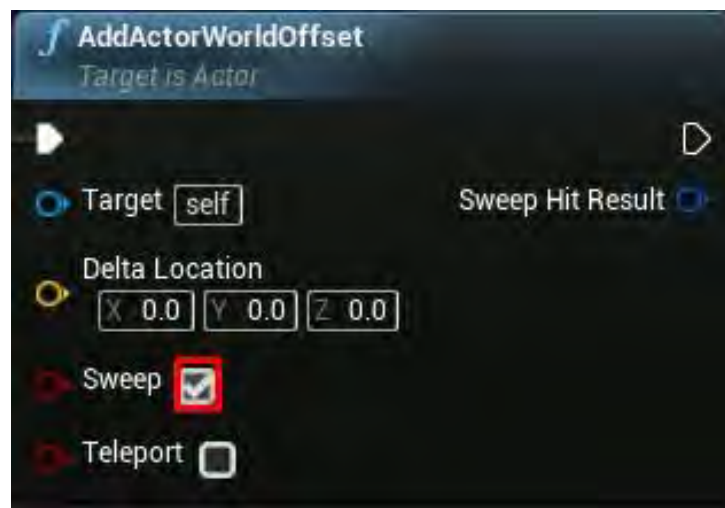 AddActorWorldOffset
Target is Actor
Target self Sweep Hit Result
Delta Location
X 0.0 Y 0.0 Z 0.0
Sweep
Teleport